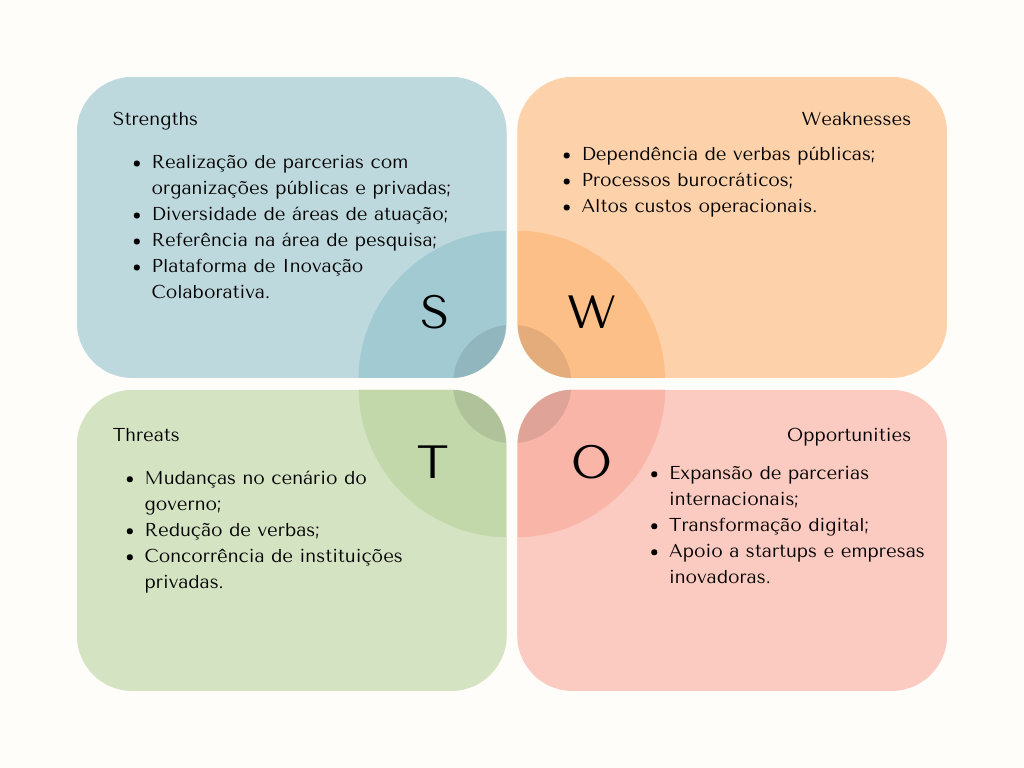 Strengths
• Realização de parcerias com
organizações públicas e privadas;
• Diversidade de áreas de atuação;
• Referência na área de pesquisa;
• Plataforma de Inovação
Colaborativa.
S
Weaknesses
• Dependência de verbas públicas;
• Processos burocráticos;
• Altos custos operacionais.
W
Threats
• Mudanças no cenário do
governo;
• Redução de verbas;
• Concorrência de instituições
privadas.
T
Opportunities
• Expansão de parcerias
internacionais;
• Transformação digital;
• Apoio a startups e empresas
inovadoras.
O